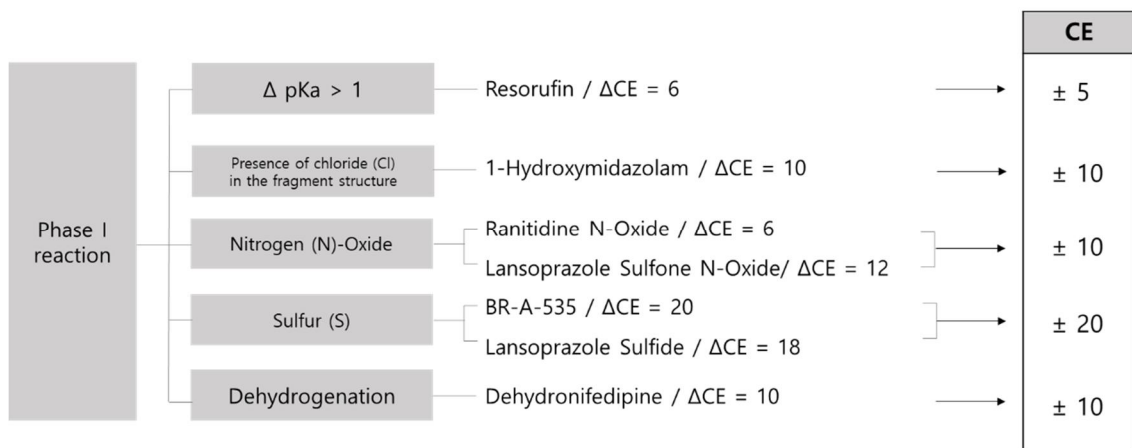 CE
Phase I
reaction
Δ pKa > 1
Resorufin / ΔCE = 6
± 5
Presence of chloride (Cl)
in the fragment structure
1-Hydroxymidazolam / ΔCE = 10
± 10
Nitrogen (N)-Oxide
Ranitidine N-Oxide / ΔCE = 6
Lansoprazole Sulfone N-Oxide/ ΔCE = 12
± 10
Sulfur (S)
BR-A-535 / ΔCE = 20
Lansoprazole Sulfide / ΔCE = 18
± 20
Dehydrogenation
Dehydronifedipine / ΔCE = 10
± 10